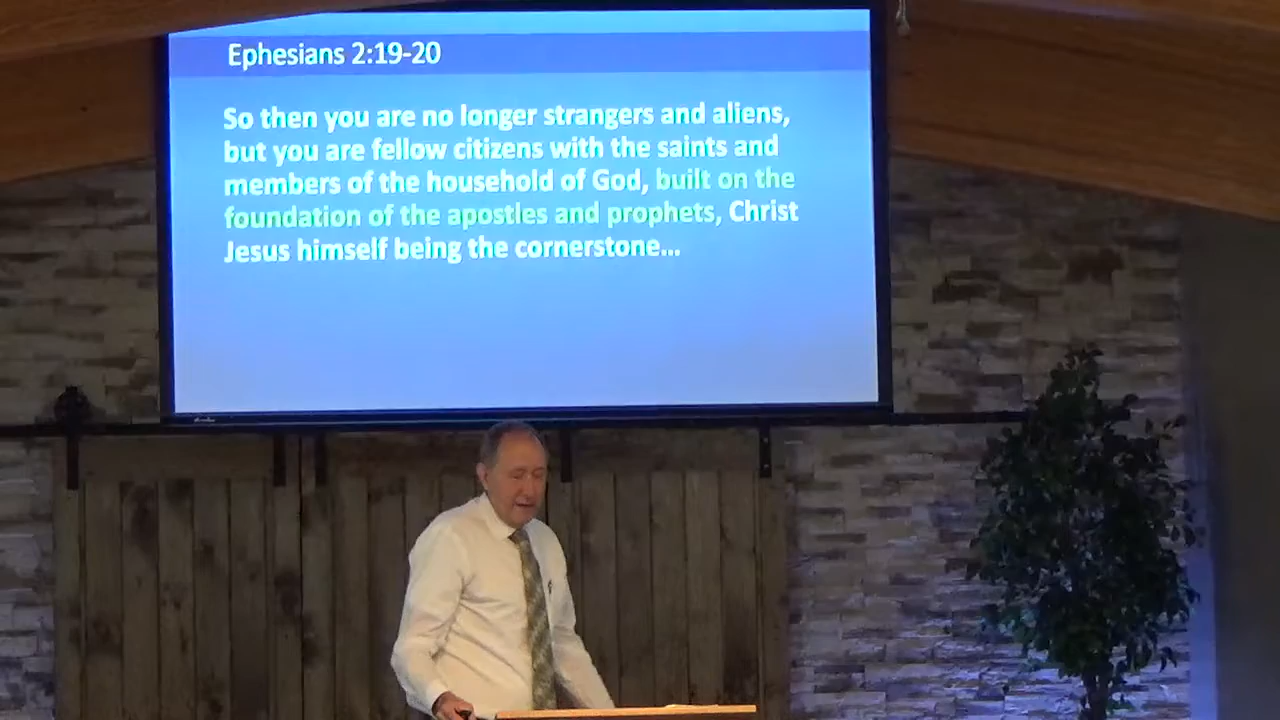 Ephesians 2:19-20
So then you are no longer strangers and aliens,
but you are fellow citizens with the saints and
members of the household of God, built on the
foundation of the apostles and prophets, Christ
Jesus himself being the cornerstone...